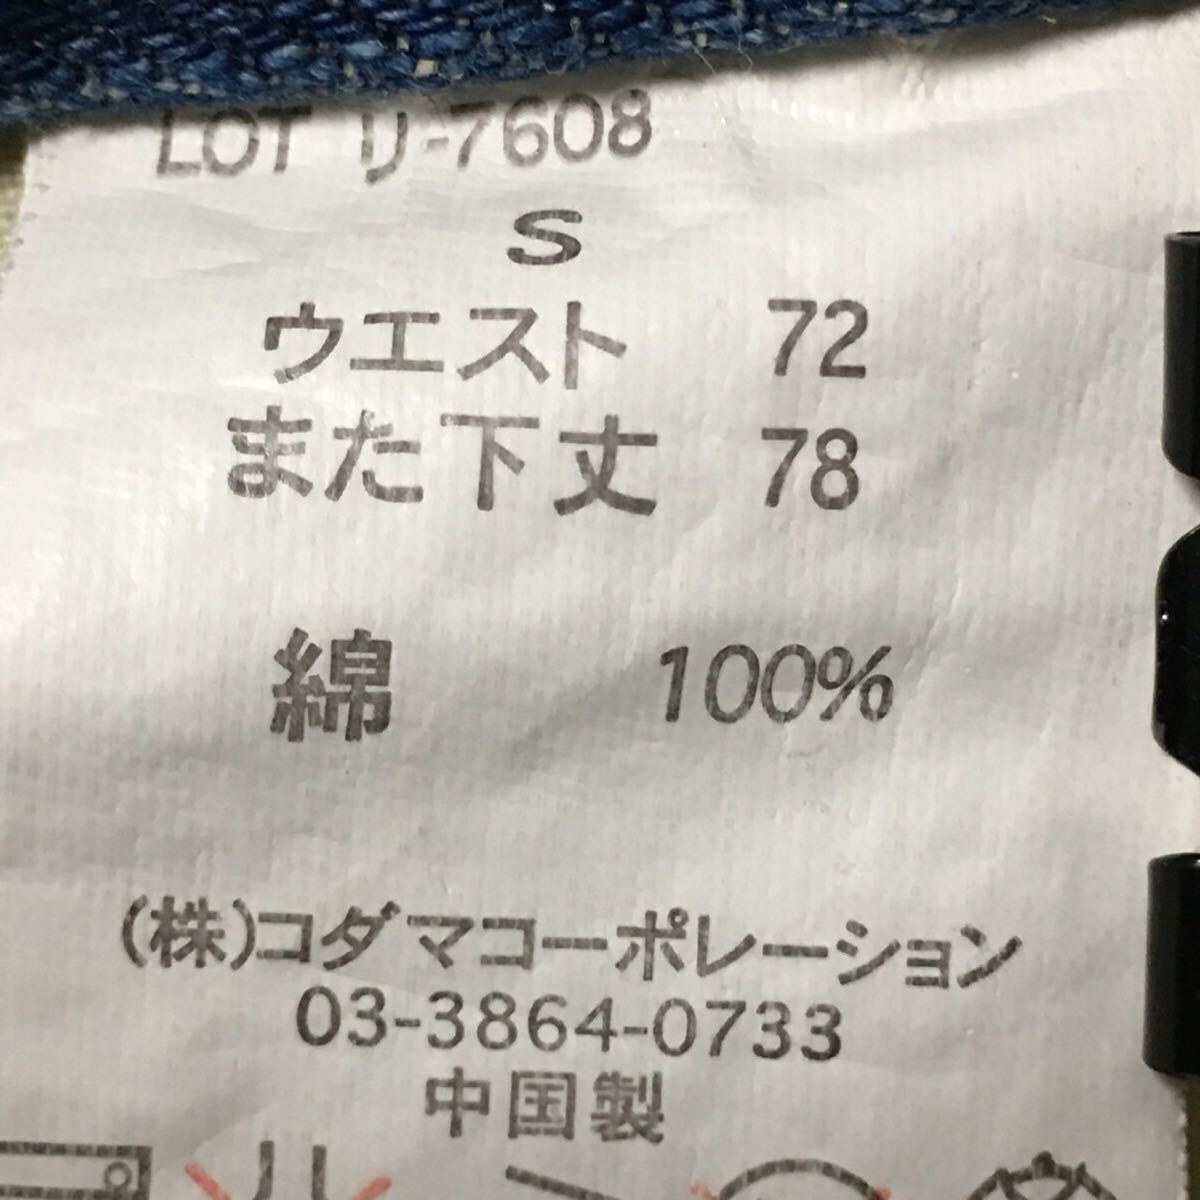 LOT リ-7608
S
ウエスト 72
また下丈 78
綿 100%
(株)コダマコーポレーション
03-3864-0733
中国製